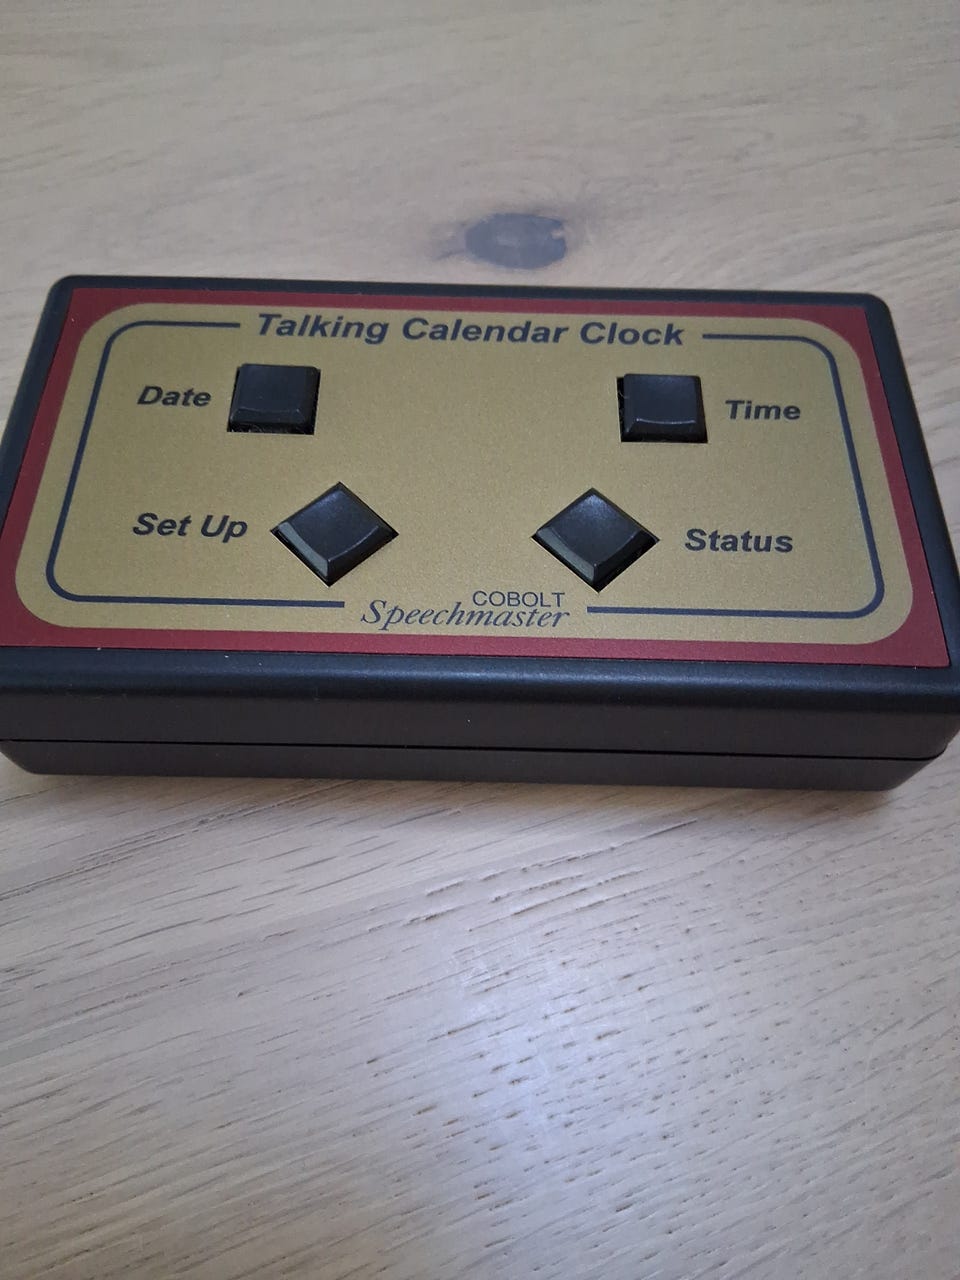 Talking Calendar Clock
Date
Time
Set Up
Status
COBOLT
Speechmaster